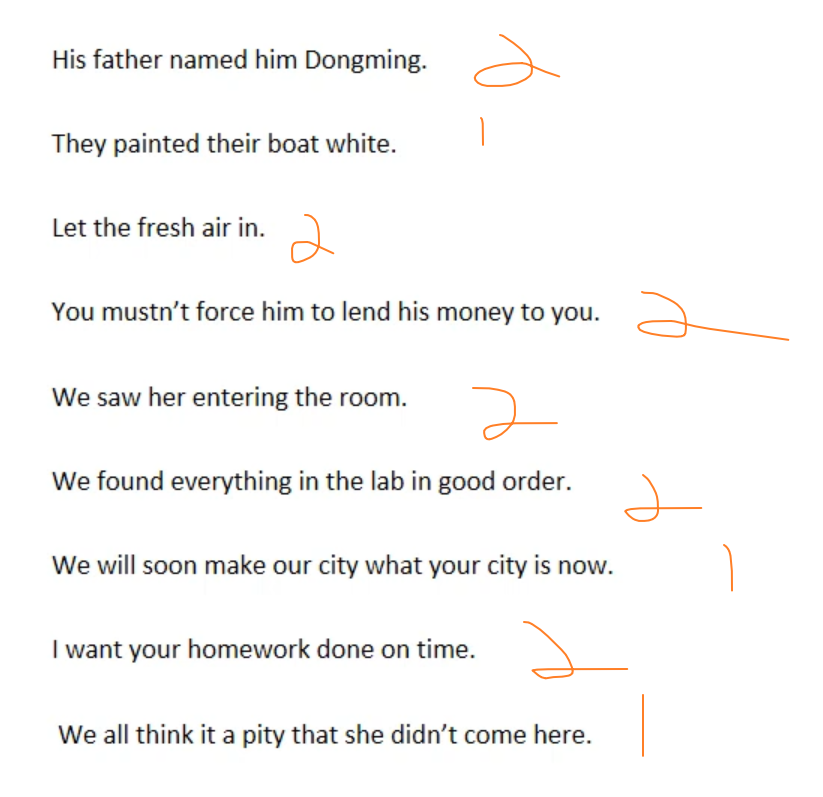 His father named him Dongming. 2
They painted their boat white. 1
Let the fresh air in. 2
You mustn’t force him to lend his money to you. 2
We saw her entering the room. 2
We found everything in the lab in good order. 2
We will soon make our city what your city is now. 1
I want your homework done on time. 2
We all think it a pity that she didn’t come here. 1